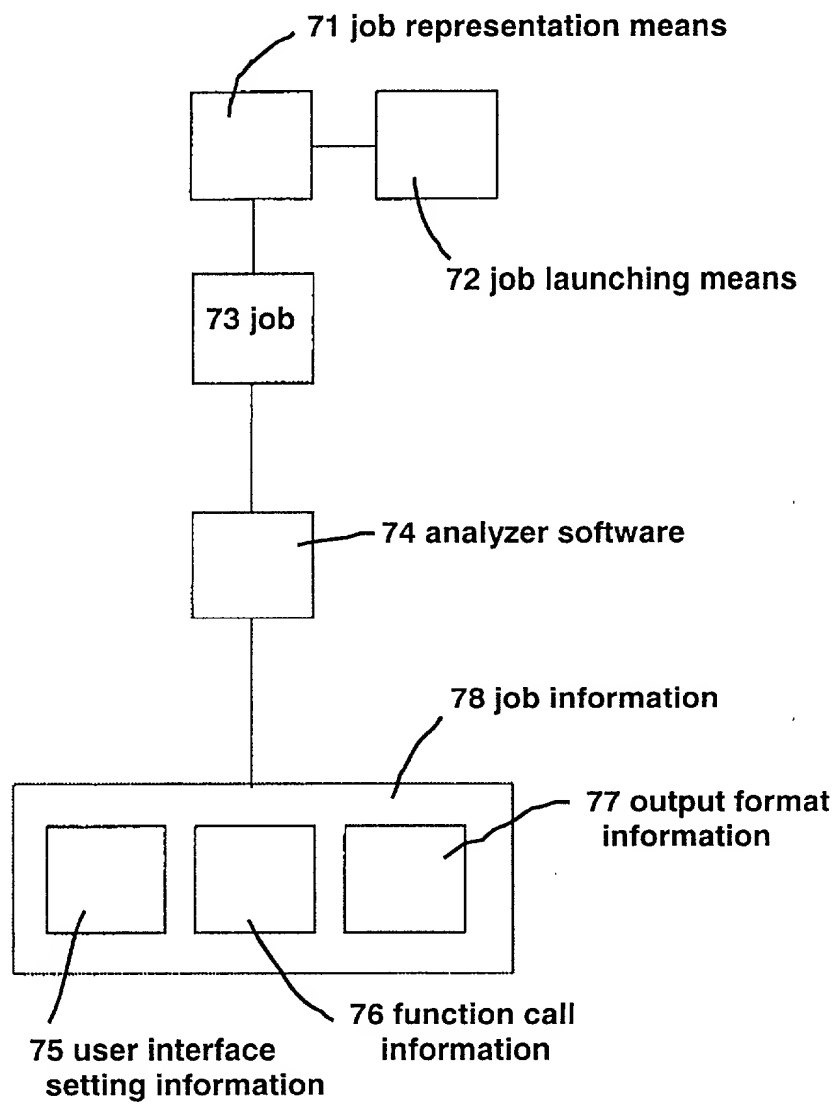 71 job representation means
72 job launching means
73 job
74 analyzer software
78 job information
77 output format
information
76 function call
information
75 user interface
setting information